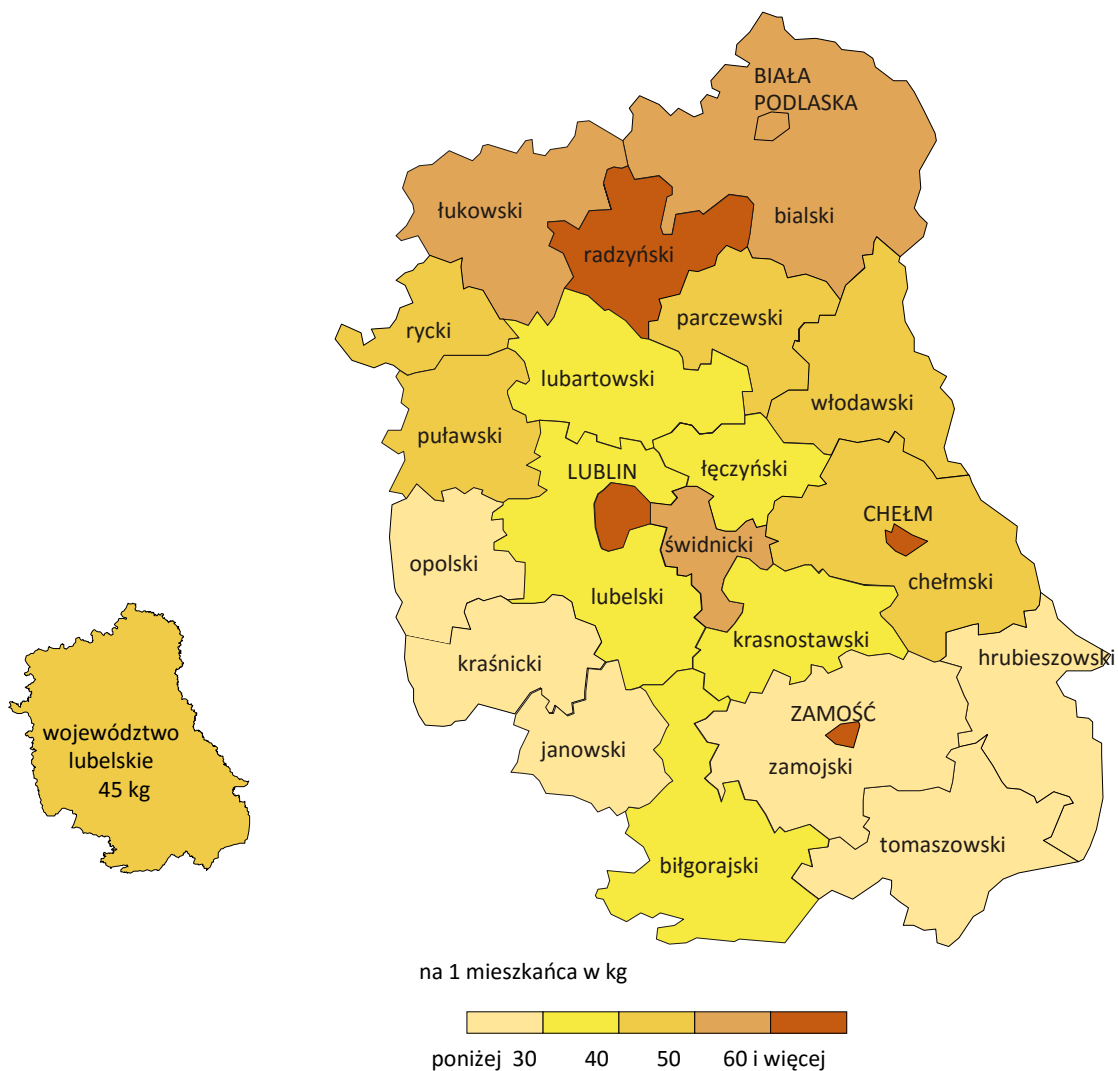 BIAŁA
PODLASKA
łukowski
bialski
radzyński
rycki
parczewski
lubartowski
włodawski
puławski
LUBLIN
łęczyński
CHEŁM
świdnicki
opolski
chełmski
lubelski
krasnostawski
kraśnicki
hrubieszowski
ZAMOŚĆ
janowski
zamojski
tomaszowski
biłgorajski
województwo
lubelskie
45 kg
na 1 mieszkańca w kg
poniżej 30 40 50 60 i więcej